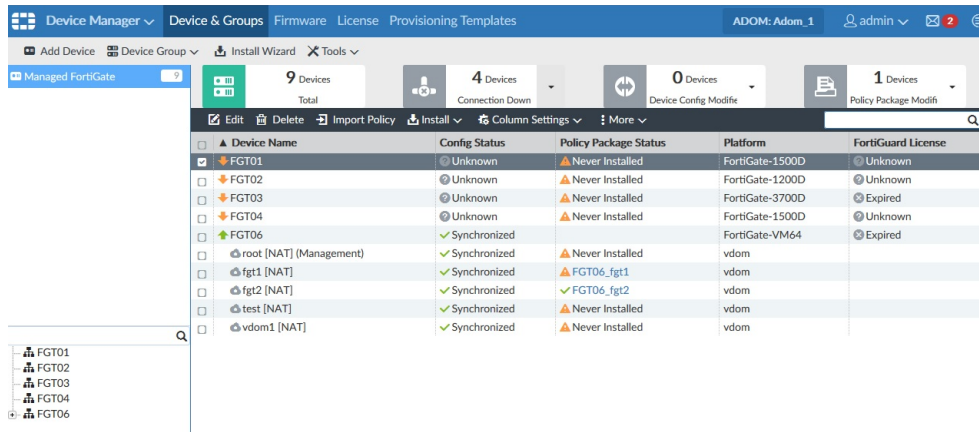 Device Manager Device & Groups Firmware License Provisioning Templates ADOM: Adom_1 admin 2
Add Device Device Group Install Wizard Tools
Managed FortiGate 9
9 Devices
Total
4 Devices
Connection Down
0 Devices
Device Config Modifie
1 Devices
Policy Package Modifi
Edit Delete Import Policy Install Column Settings More
Device Name Config Status Policy Package Status Platform FortiGuard License
FGT01 Unknown Never Installed FortiGate-1500D Unknown
FGT02 Unknown Never Installed FortiGate-1200D Unknown
FGT03 Unknown Never Installed FortiGate-3700D Expired
FGT04 Unknown Never Installed FortiGate-1500D Unknown
FGT06 Synchronized FortiGate-VM64 Expired
root [NAT] (Management) Synchronized Never Installed vdom
fgt1 [NAT] Synchronized FGT06_fgt1 vdom
fgt2 [NAT] Synchronized FGT06_fgt2 vdom
test [NAT] Synchronized Never Installed vdom
vdom1 [NAT] Synchronized Never Installed vdom
FGT01
FGT02
FGT03
FGT04
FGT06